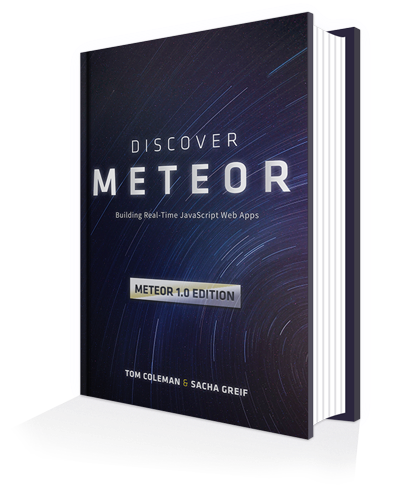 DISCOVER
METEOR
Building Real-Time JavaScript Web Apps
METEOR 1.0 EDITION
TOM COLEMAN & SACHA GREIF